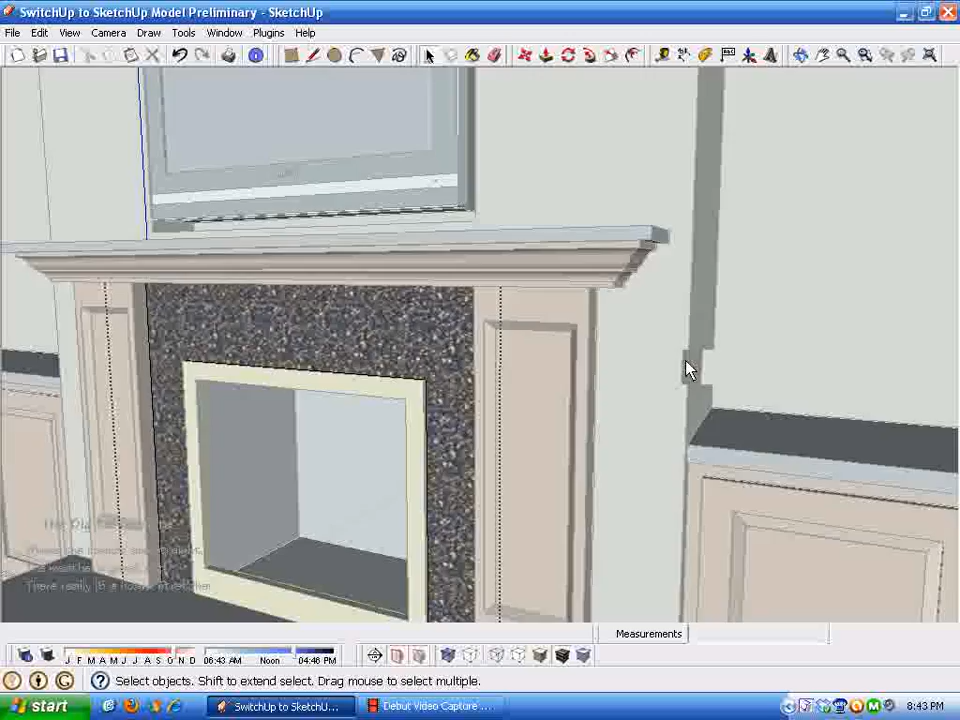 SwitchUp to SketchUp Model Preliminary - SketchUp
File Edit View Camera Draw Tools Window Plugins Help
Measurements
J F M A M J J A S O N D 06:43 AM Noon 04:46 PM
Select objects. Shift to extend select. Drag mouse to select multiple.
start SwitchUp to SketchU... Debut Video Capture ... 8:43 PM